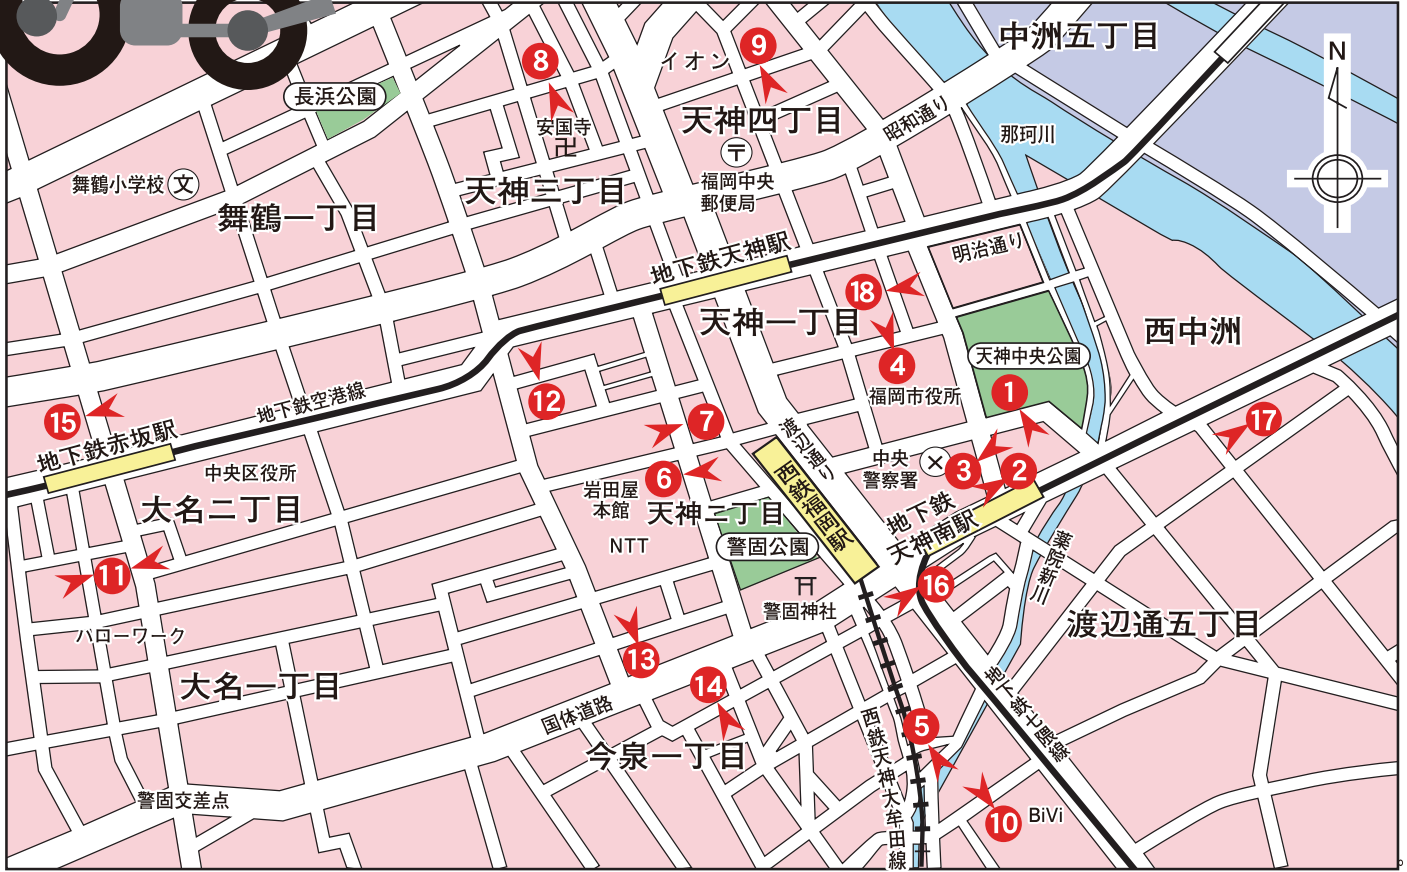 中洲五丁目
N
9
イオン
8
長浜公園
天神四丁目
昭和通り
那珂川
安国寺
卍
〒
福岡中央
郵便局
舞鶴小学校
文
天神三丁目
舞鶴一丁目
明治通り
地下鉄天神駅
18
天神一丁目
西中洲
天神中央公園
4
福岡市役所
1
12
地下鉄空港線
15
7
渡辺通り
17
地下鉄赤坂駅
中央区役所
中央
警察署
3
2
6
岩田屋
本館
西鉄福岡駅
大名二丁目
天神二丁目
地下鉄
天神南駅
NTT
警固公園
薬院新川
11
16
警固神社
渡辺通五丁目
ハローワーク
13
大名一丁目
14
地下鉄七隈線
国体道路
5
西鉄天神大牟田線
今泉一丁目
警固交差点
10
BiVi